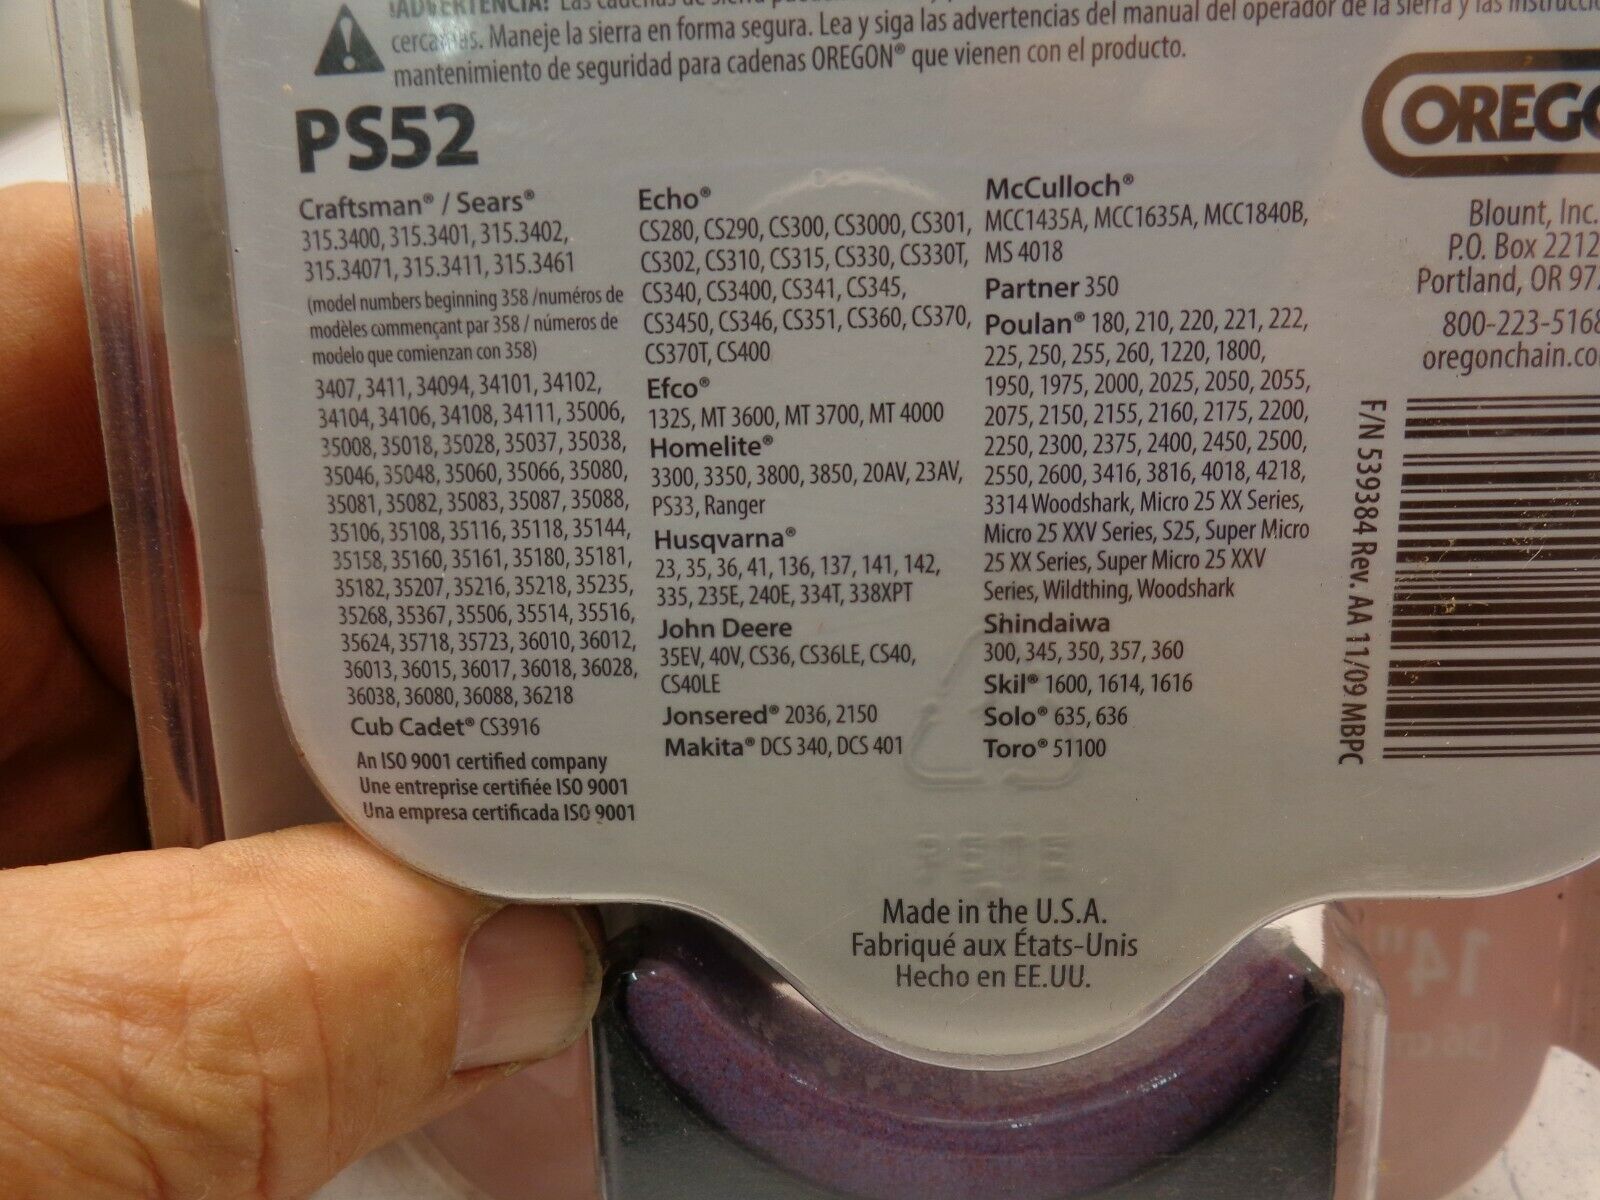 ¡ADVERTENCIA! Las cadenas de sierra
cercanas. Maneje la sierra en forma segura. Lea y siga las advertencias del manual del operador de la sierra y las
mantenimiento de seguridad para cadenas OREGON® que vienen con el producto.
PS52
Craftsman® / Sears®
315.3400, 315.3401, 315.3402,
315.34071, 315.3411, 315.3461
(model numbers beginning 358 /numéros de
modèles commençant par 358 / números de
modelo que comienzan con 358)
3407, 3411, 34094, 34101, 34102,
34104, 34106, 34108, 34111, 35006,
35008, 35018, 35028, 35037, 35038,
35046, 35048, 35060, 35066, 35080,
35081, 35082, 35083, 35087, 35088,
35106, 35108, 35116, 35118, 35144,
35158, 35160, 35161, 35180, 35181,
35182, 35207, 35216, 35218, 35235,
35268, 35367, 35506, 35514, 35516,
35624, 35718, 35723, 36010, 36012,
36013, 36015, 36017, 36018, 36028,
36038, 36080, 36088, 36218
Cub Cadet® CS3916
An ISO 9001 certified company
Une entreprise certifiée ISO 9001
Una empresa certificada ISO 9001
Echo®
CS280, CS290, CS300, CS3000, CS301,
CS302, CS310, CS315, CS330, CS330T,
CS340, CS3400, CS341, CS345,
CS3450, CS346, CS351, CS360, CS370,
CS370T, CS400
Efco®
132S, MT 3600, MT 3700, MT 4000
Homelite®
3300, 3350, 3800, 3850, 20AV, 23AV,
PS33, Ranger
Husqvarna®
23, 35, 36, 41, 136, 137, 141, 142,
335, 235E, 240E, 334T, 338XPT
John Deere
35EV, 40V, CS36, CS36LE, CS40,
CS40LE
Jonsered® 2036, 2150
Makita® DCS 340, DCS 401
McCulloch®
MCC1435A, MCC1635A, MCC1840B,
MS 4018
Partner 350
Poulan® 180, 210, 220, 221, 222,
225, 250, 255, 260, 1220, 1800,
1950, 1975, 2000, 2025, 2050, 2055,
2075, 2150, 2155, 2160, 2175, 2200,
2250, 2300, 2375, 2400, 2450, 2500,
2550, 2600, 3416, 3816, 4018, 4218,
3314 Woodshark, Micro 25 XX Series,
Micro 25 XXV Series, S25, Super Micro
25 XX Series, Super Micro 25 XXV
Series, Wildthing, Woodshark
Shindaiwa
300, 345, 350, 357, 360
Skil® 1600, 1614, 1616
Solo® 635, 636
Toro® 51100
OREGO
Blount, Inc.
P.O. Box 2212
Portland, OR 97
800-223-5168
oregonchain.co
F/N 539384 Rev. AA 11/09 MBPC
Made in the U.S.A.
Fabriqué aux États-Unis
Hecho en EE.UU.
14"